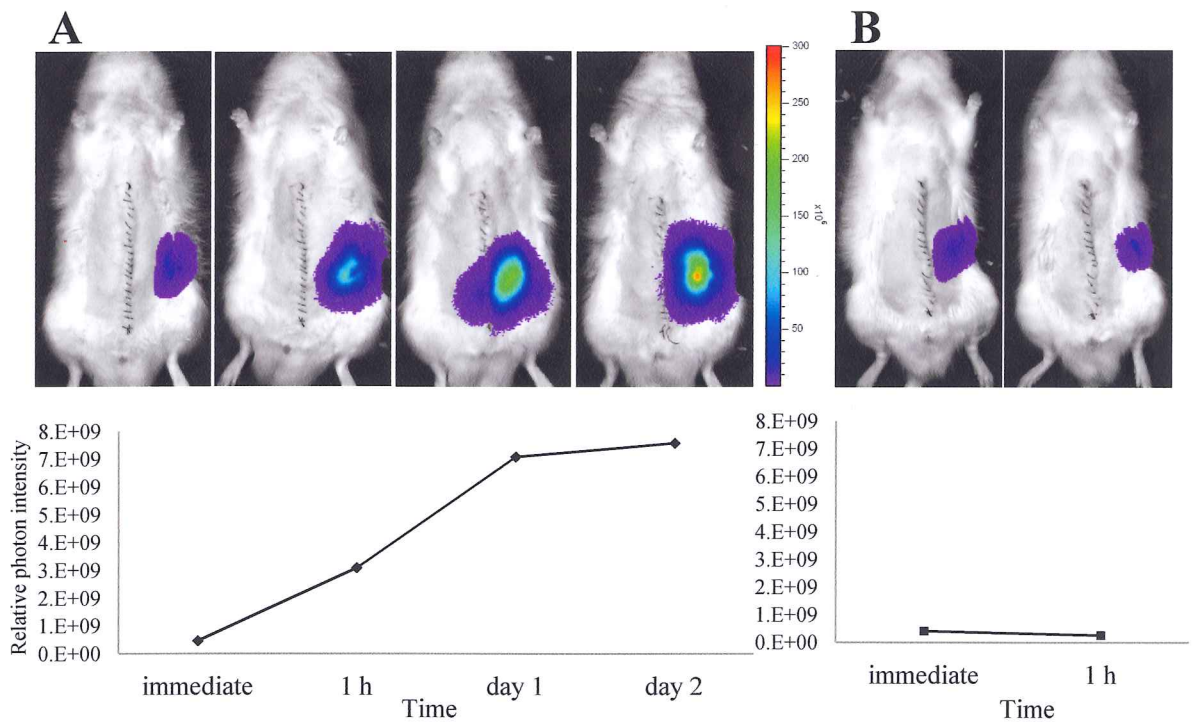 A
B
300
250
200
150
100
50
x10^6
Relative photon intensity
8.E+09
7.E+09
6.E+09
5.E+09
4.E+09
3.E+09
2.E+09
1.E+09
0.E+00
immediate 1 h day 1 day 2
Time
8.E+09
7.E+09
6.E+09
5.E+09
4.E+09
3.E+09
2.E+09
1.E+09
0.E+00
immediate 1 h
Time